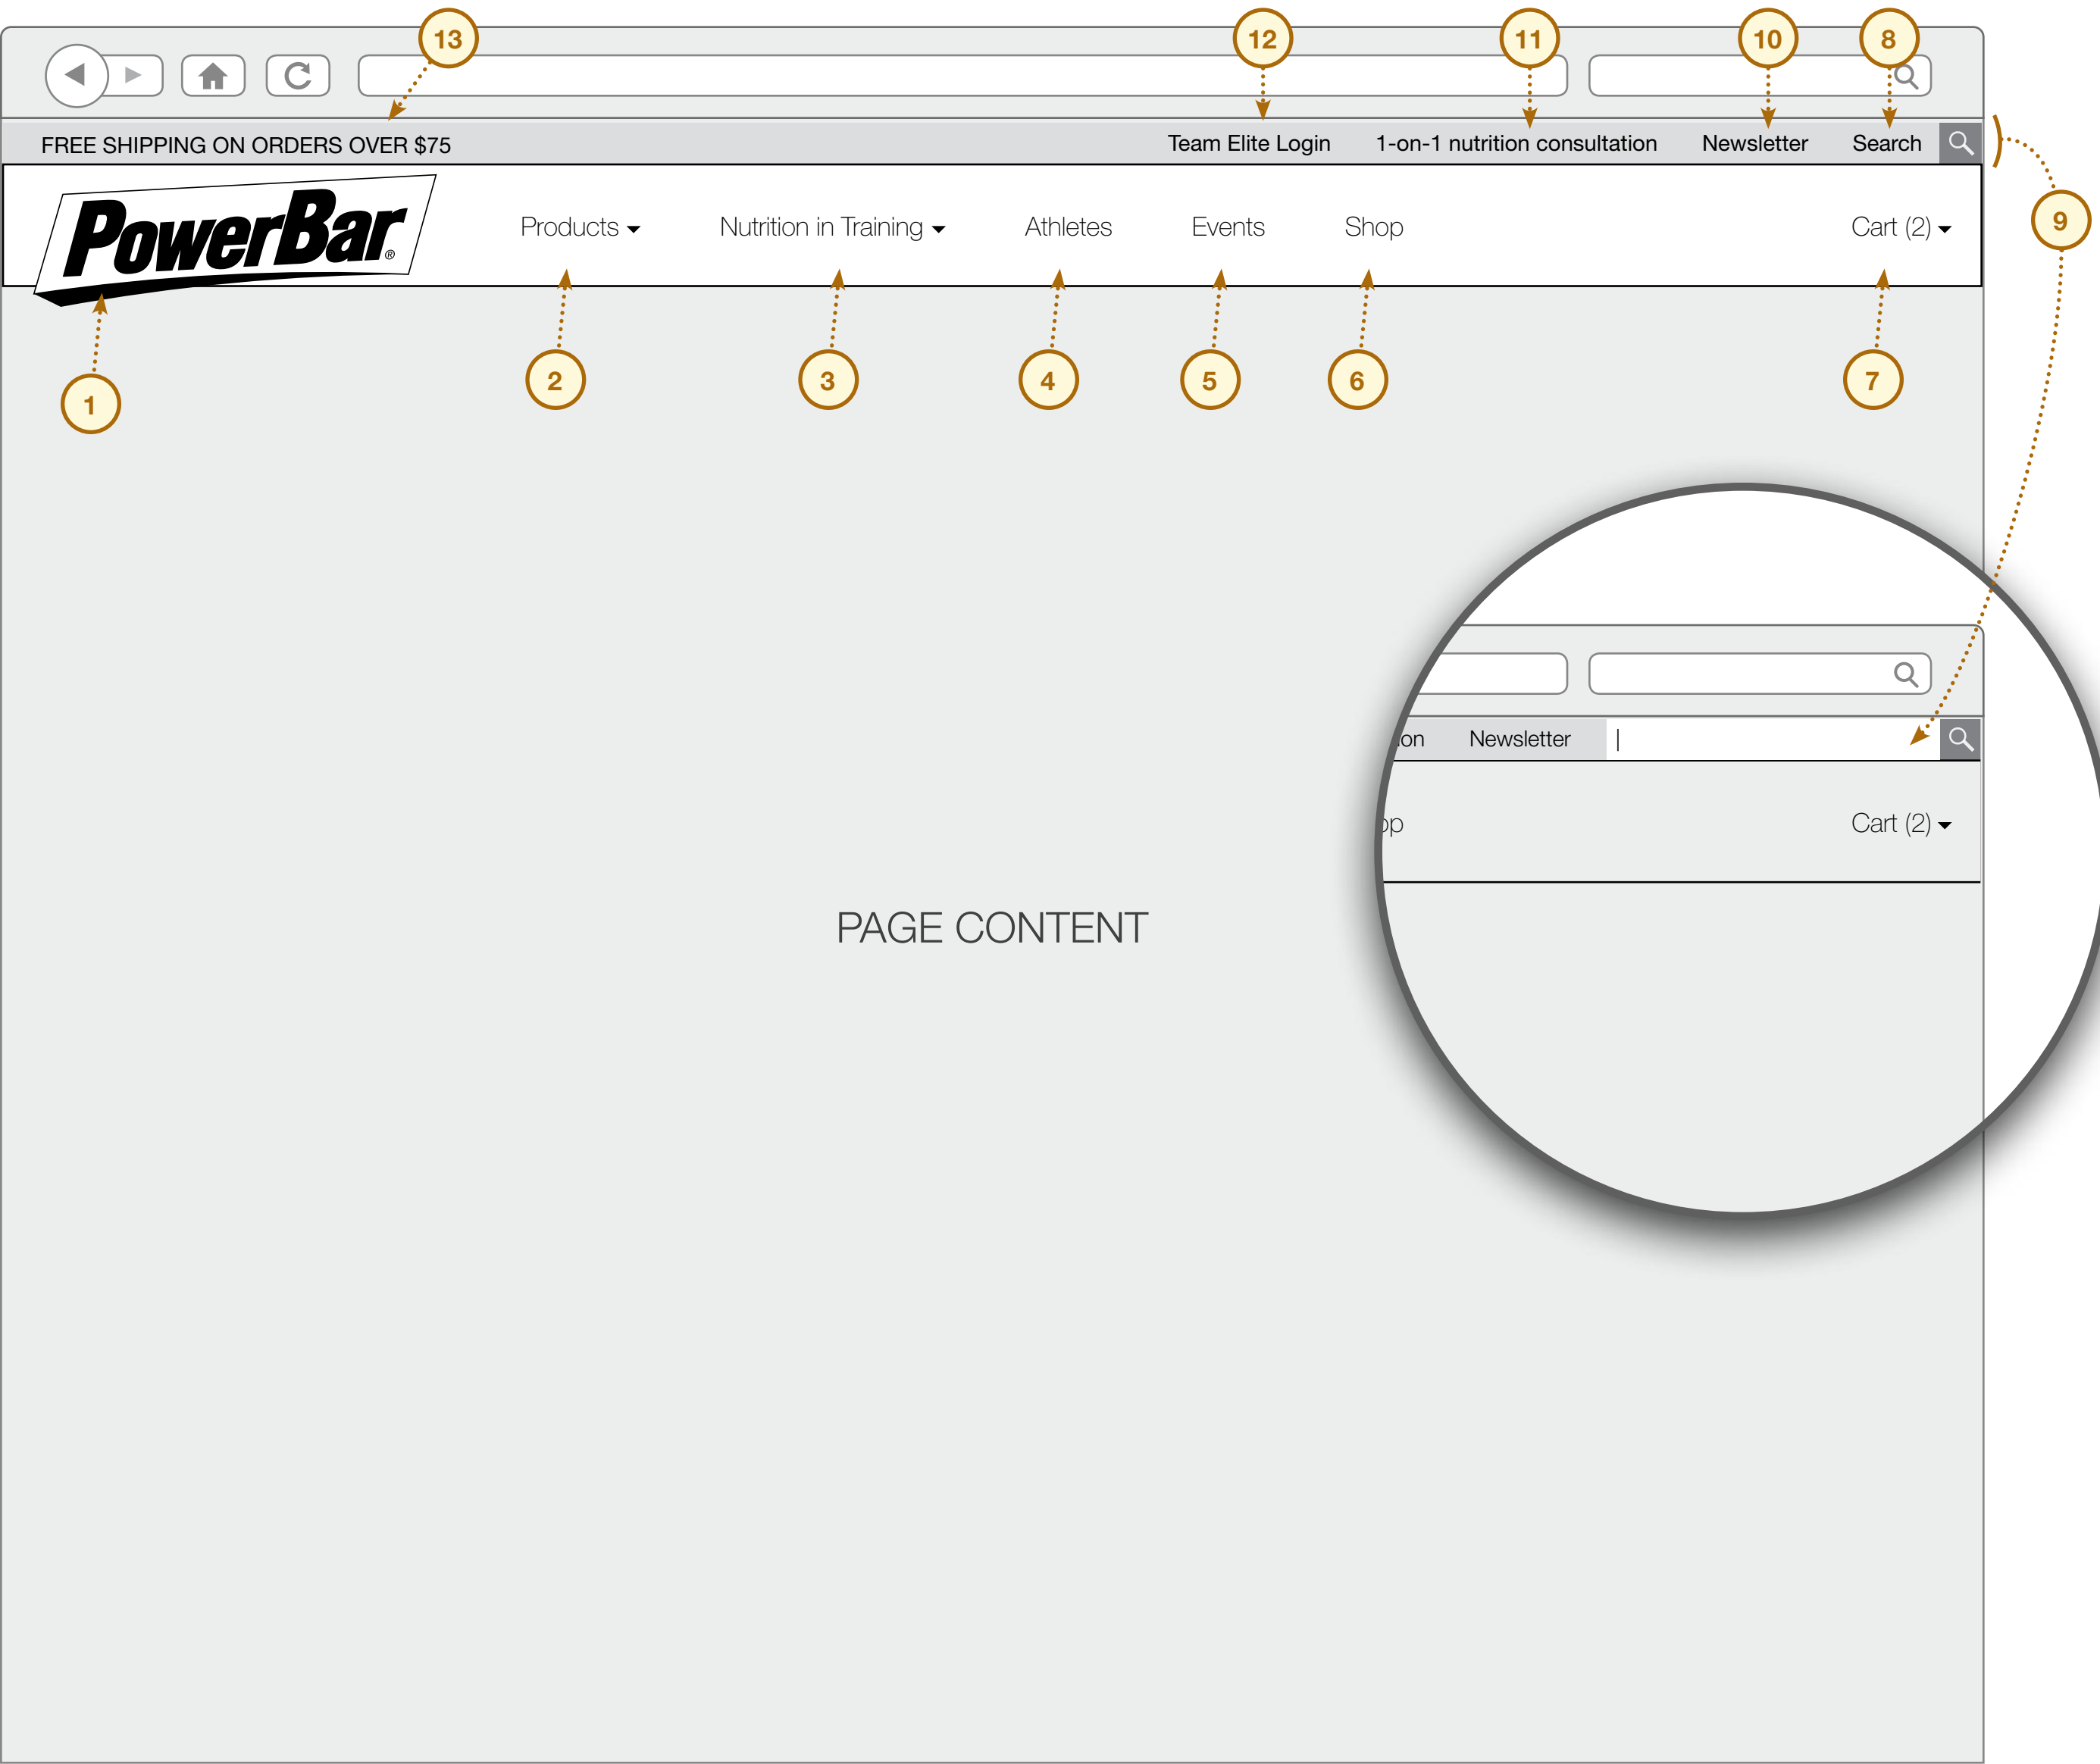 13
12
11
10
8
FREE SHIPPING ON ORDERS OVER $75
Team Elite Login
1-on-1 nutrition consultation
Newsletter
Search
9
PowerBar®
Products
Nutrition in Training
Athletes
Events
Shop
Cart (2)
1
2
3
4
5
6
7
on
Newsletter
op
Cart (2)
PAGE CONTENT